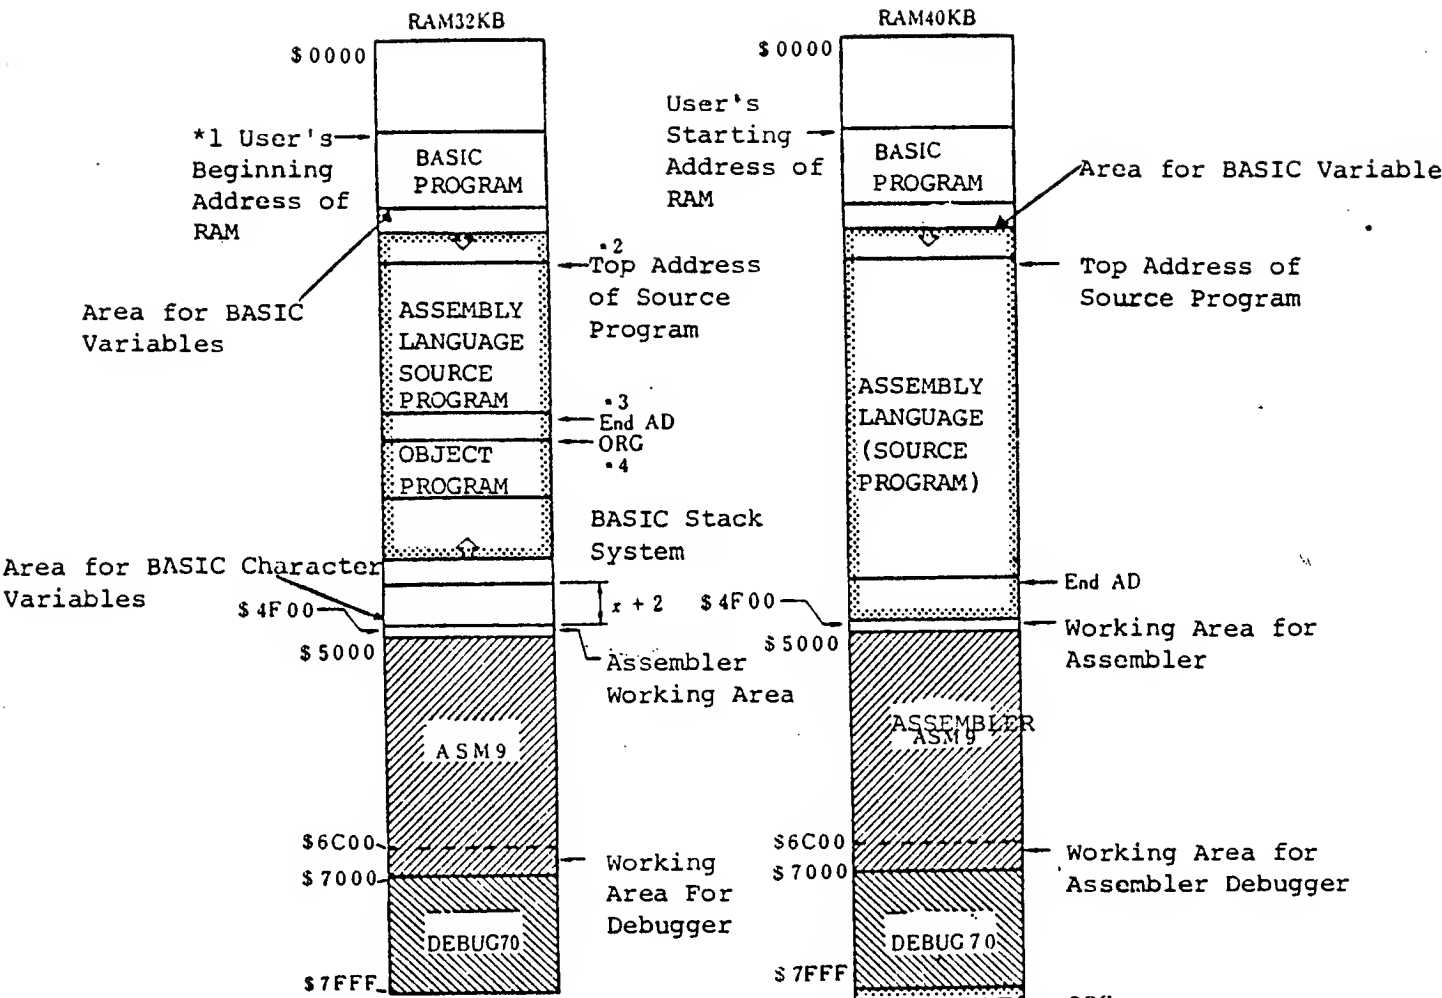 RAM32KB
$0000
*1 User's
Beginning
Address of
RAM
BASIC
PROGRAM
Area for BASIC
Variables
*2
Top Address
of Source
Program
ASSEMBLY
LANGUAGE
SOURCE
PROGRAM
*3
End AD
ORG
*4
OBJECT
PROGRAM
BASIC Stack
System
Area for BASIC Character
Variables
x + 2
$4F00
$5000
Assembler
Working Area
ASM9
$6C00
$7000
Working
Area For
Debugger
DEBUG70
$7FFF
RAM40KB
$0000
User's
Starting
Address of
RAM
BASIC
PROGRAM
Area for BASIC Variable
Top Address of
Source Program
ASSEMBLY
LANGUAGE
(SOURCE
PROGRAM)
End AD
$4F00
$5000
Working Area for
Assembler
ASSEMBLER
ASM9
$6C00
$7000
Working Area for
Assembler Debugger
DEBUG70
$7FFF